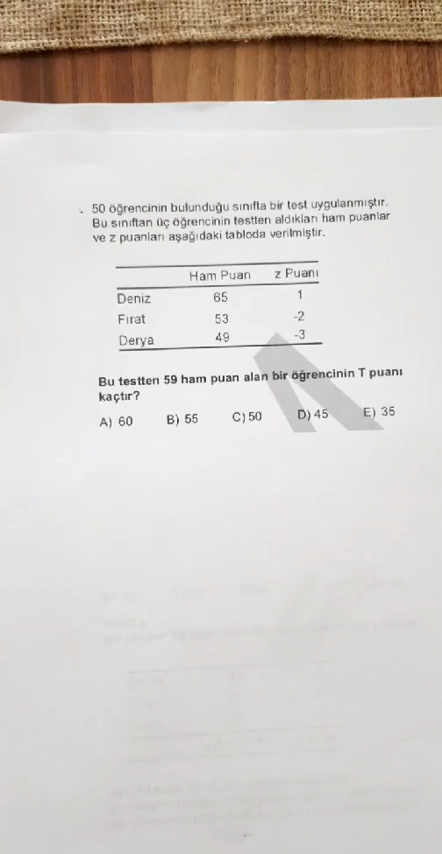 50 öğrencinin bulunduğu sınıfta bir test uygulanmıştır.
Bu sınıftan üç öğrencinin testten aldıkları ham puanlar
ve z puanları aşağıdaki tabloda verilmiştir.
Ham Puan z Puanı
Deniz 65 1
Fırat 53 -2
Derya 49 -3
Bu testten 59 ham puan alan bir öğrencinin T puanı
kaçtır?
A) 60 B) 55 C) 50 D) 45 E) 35